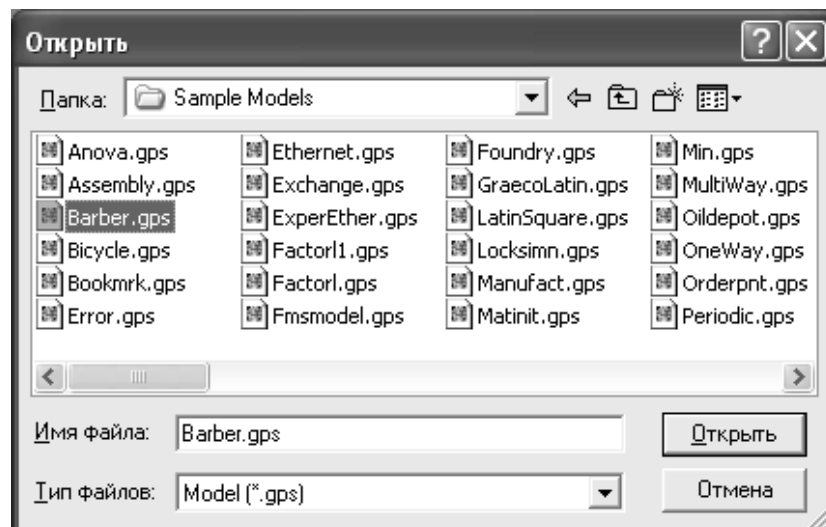 Открыть
Папка: Sample Models
Anova.gps Ethernet.gps Foundry.gps Min.gps
Assembly.gps Exchange.gps GraecoLatin.gps MultiWay.gps
Barber.gps ExperEther.gps LatinSquare.gps Oildepot.gps
Bicycle.gps Factorl1.gps Locksimn.gps OneWay.gps
Bookmrk.gps Factorl.gps Manufact.gps Orderpnt.gps
Error.gps Fmsmodel.gps Matinit.gps Periodic.gps
Имя файла: Barber.gps Открыть
Тип файлов: Model (*.gps) Отмена